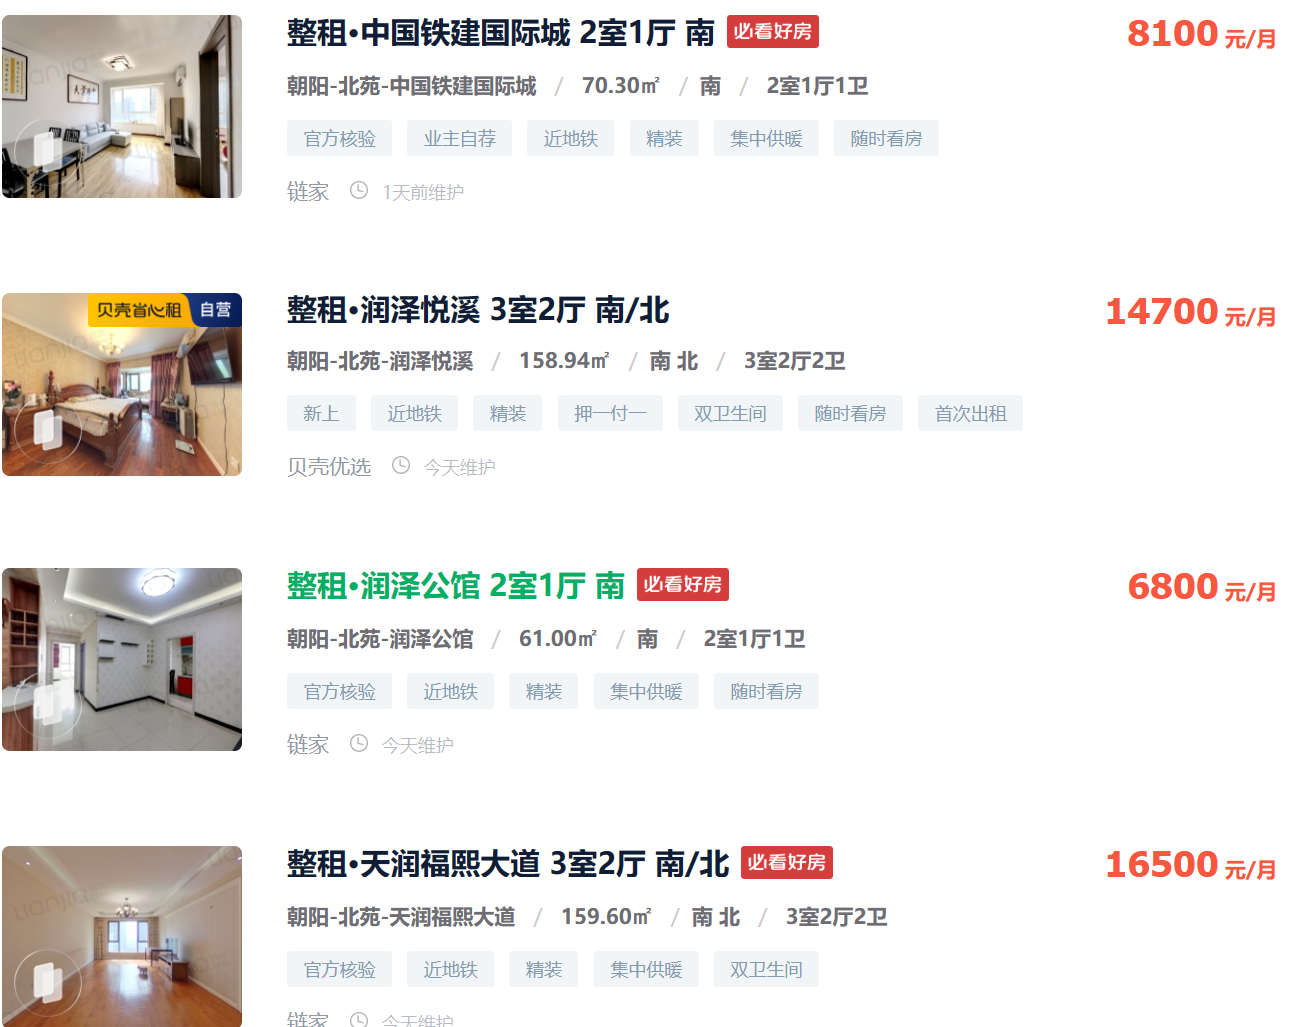 整租·中国铁建国际城 2室1厅 南 必看好房
8100 元/月
朝阳-北苑-中国铁建国际城 / 70.30㎡ / 南 / 2室1厅1卫
官方核验 业主自荐 近地铁 精装 集中供暖 随时看房
链家 1天前维护
贝壳省心租 自营
整租·润泽悦溪 3室2厅 南/北
14700 元/月
朝阳-北苑-润泽悦溪 / 158.94㎡ / 南 北 / 3室2厅2卫
新上 近地铁 精装 押一付一 双卫生间 随时看房 首次出租
贝壳优选 今天维护
整租·润泽公馆 2室1厅 南 必看好房
6800 元/月
朝阳-北苑-润泽公馆 / 61.00㎡ / 南 / 2室1厅1卫
官方核验 近地铁 精装 集中供暖 随时看房
链家 今天维护
整租·天润福熙大道 3室2厅 南/北 必看好房
16500 元/月
朝阳-北苑-天润福熙大道 / 159.60㎡ / 南 北 / 3室2厅2卫
官方核验 近地铁 精装 集中供暖 双卫生间
链家 今天维护